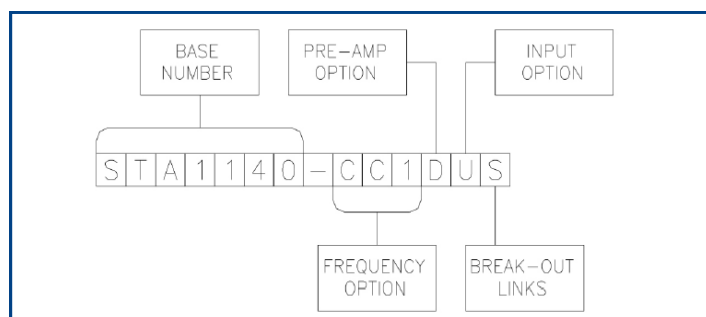 BASE
NUMBER
PRE-AMP
OPTION
INPUT
OPTION
STA1140-CC1DUS
FREQUENCY
OPTION
BREAK-OUT
LINKS